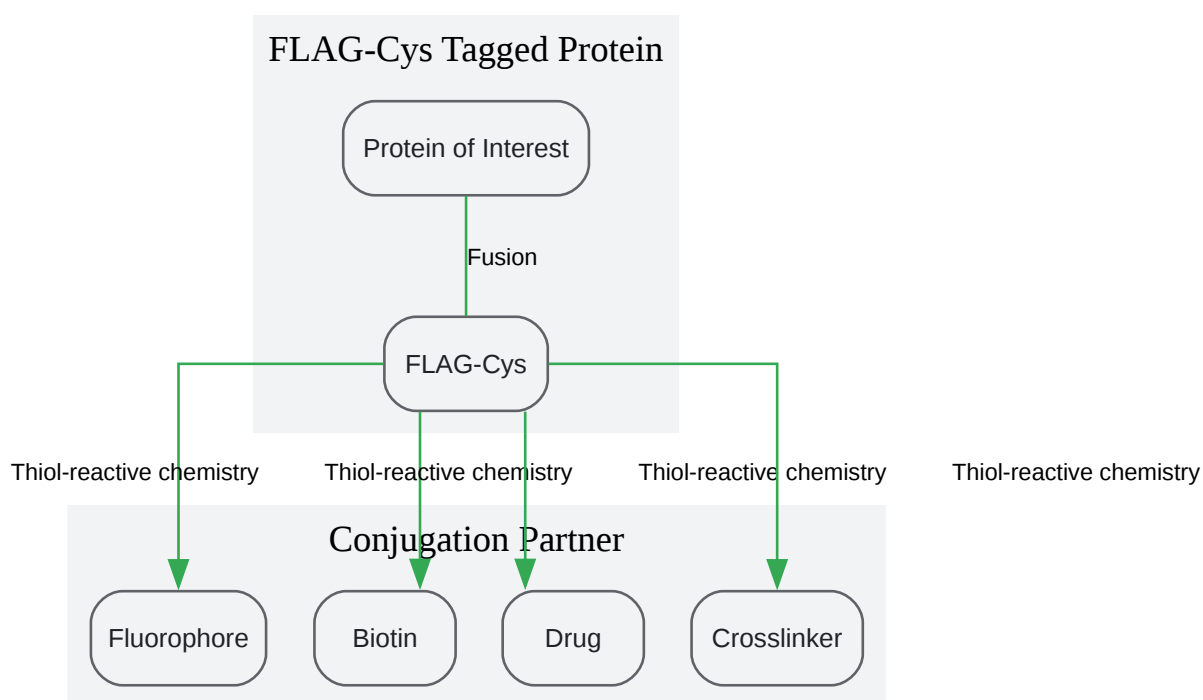 FLAG-Cys Tagged Protein
Protein of Interest
Fusion
FLAG-Cys
Thiol-reactive chemistry
Thiol-reactive chemistry
Thiol-reactive chemistry
Thiol-reactive chemistry
Conjugation Partner
Fluorophore
Biotin
Drug
Crosslinker